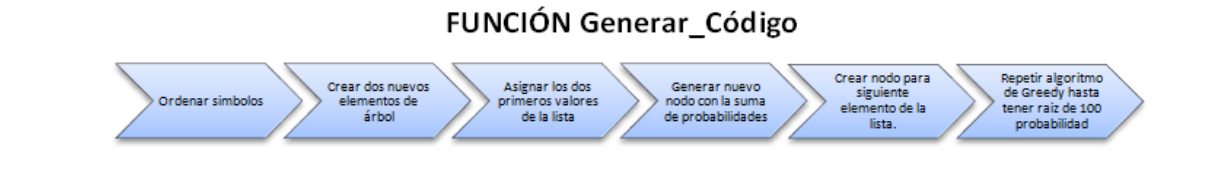 FUNCIÓN Generar_Código
Ordenar simbolos
Crear dos nuevos
elementos de
árbol
Asignar los dos
primeros valores
de la lista
Generar nuevo
nodo con la suma
de probabilidades
Crear nodo para
siguiente
elemento de la
lista.
Repetir algoritmo
de Greedy hasta
tener raiz de 100
probabilidad